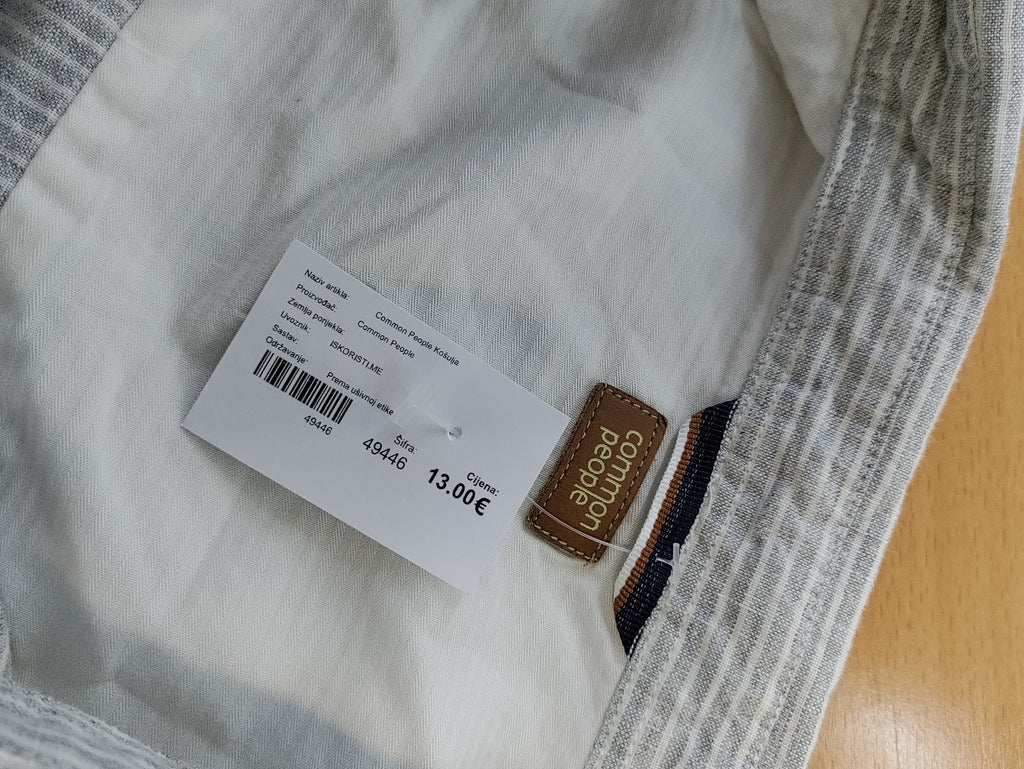 Naziv artikla:
Common People Košulja
Proizvođač:
Common People
Zemlja porijekla:
Uvoznik:
ISKORISTI.ME
Sastav:
Održavanje:
Prema ušivnoj etike
49446
Šifra:
49446
Cijena:
13.00€
common
people